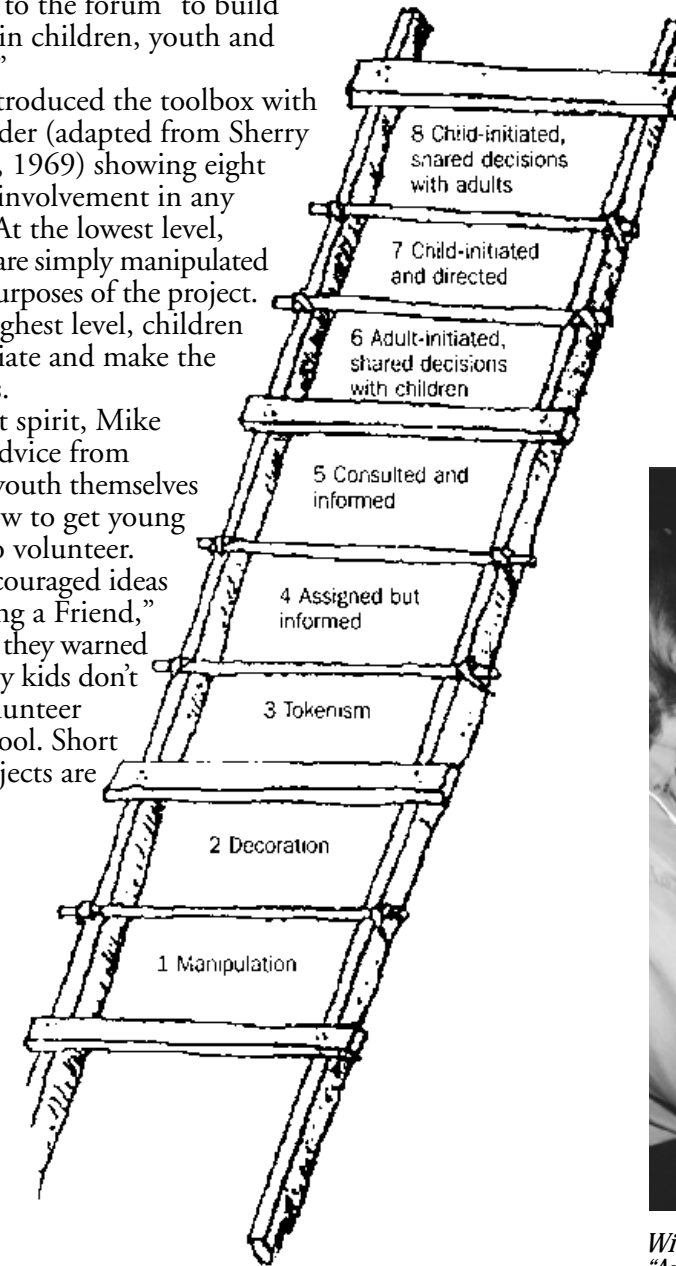 to the forum" to build
in children, youth and
"
troduced the toolbox with
der (adapted from Sherry
, 1969) showing eight
involvement in any
At the lowest level,
are simply manipulated
urposes of the project.
ghest level, children
iate and make the
s.
t spirit, Mike
dvice from
youth themselves
w to get young
o volunteer.
couraged ideas
ng a Friend,"
they warned
y kids don't
lunteer
ool. Short
jects are
8 Child-initiated,
shared decisions
with adults
7 Child-initiated
and directed
6 Adult-initiated,
shared decisions
with children
5 Consulted and
informed
4 Assigned but
informed
3 Tokenism
2 Decoration
1 Manipulation
Wi